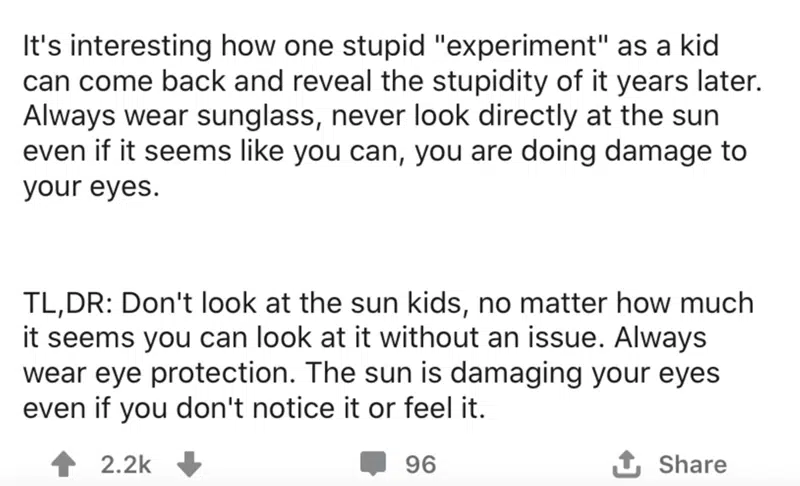 It's interesting how one stupid "experiment" as a kid
can come back and reveal the stupidity of it years later.
Always wear sunglass, never look directly at the sun
even if it seems like you can, you are doing damage to
your eyes.
TL,DR: Don't look at the sun kids, no matter how much
it seems you can look at it without an issue. Always
wear eye protection. The sun is damaging your eyes
even if you don't notice it or feel it.
2.2k 96 Share